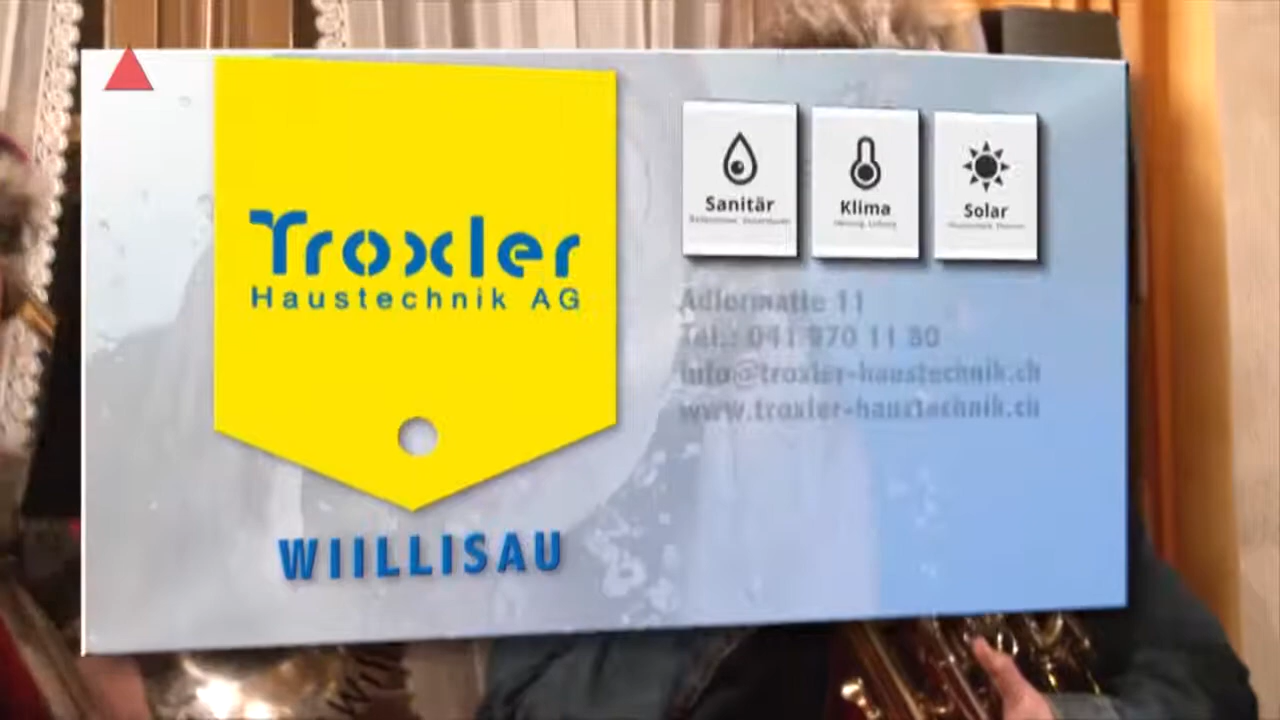 Troxler
Haustechnik AG
WIILLISAU
Sanitär
Klima
Solar
Adlermatte 11
Tel.: 041 970 11 80
info@troxler-haustechnik.ch
www.troxler-haustechnik.ch